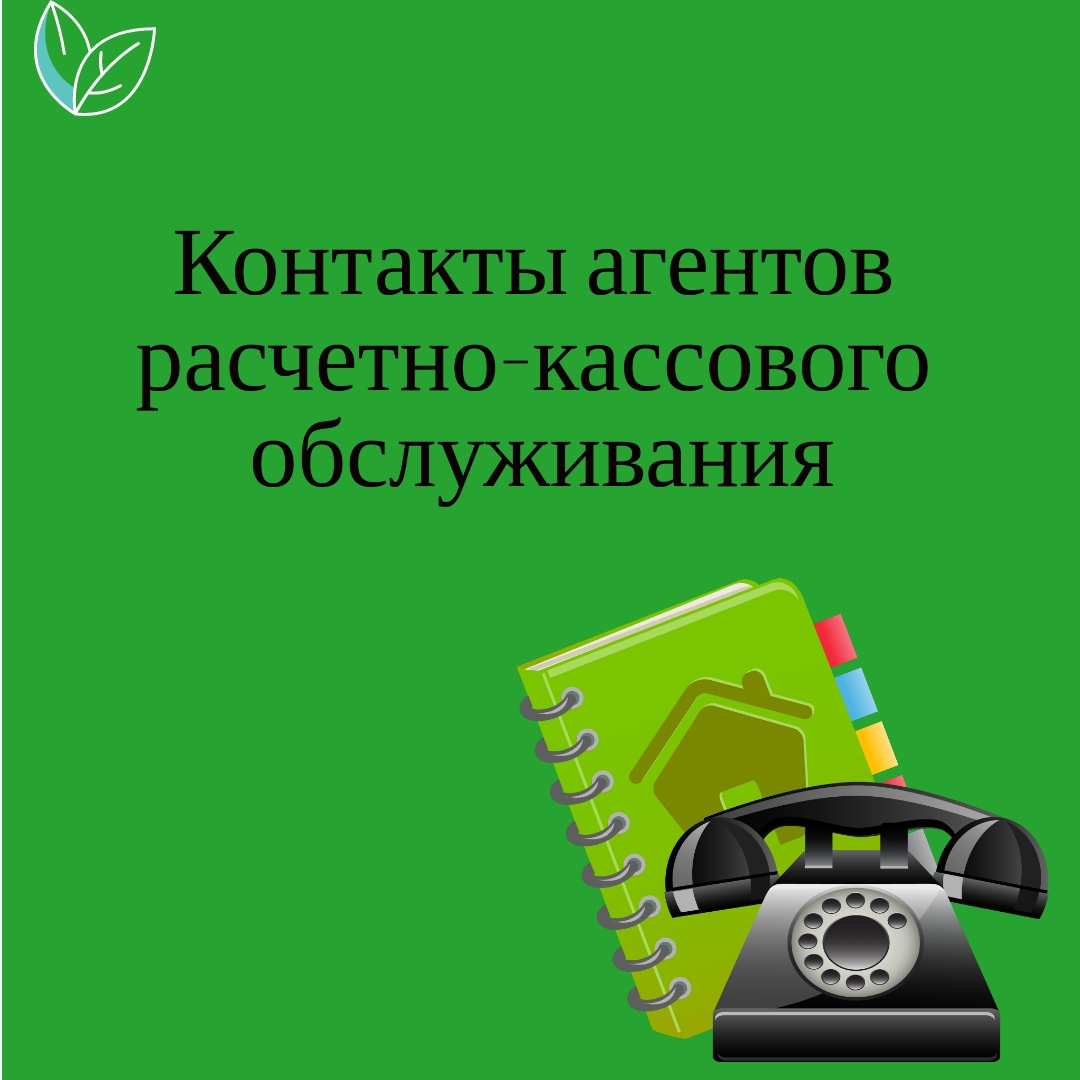 Контакты агентов
расчетно-кассового
обслуживания